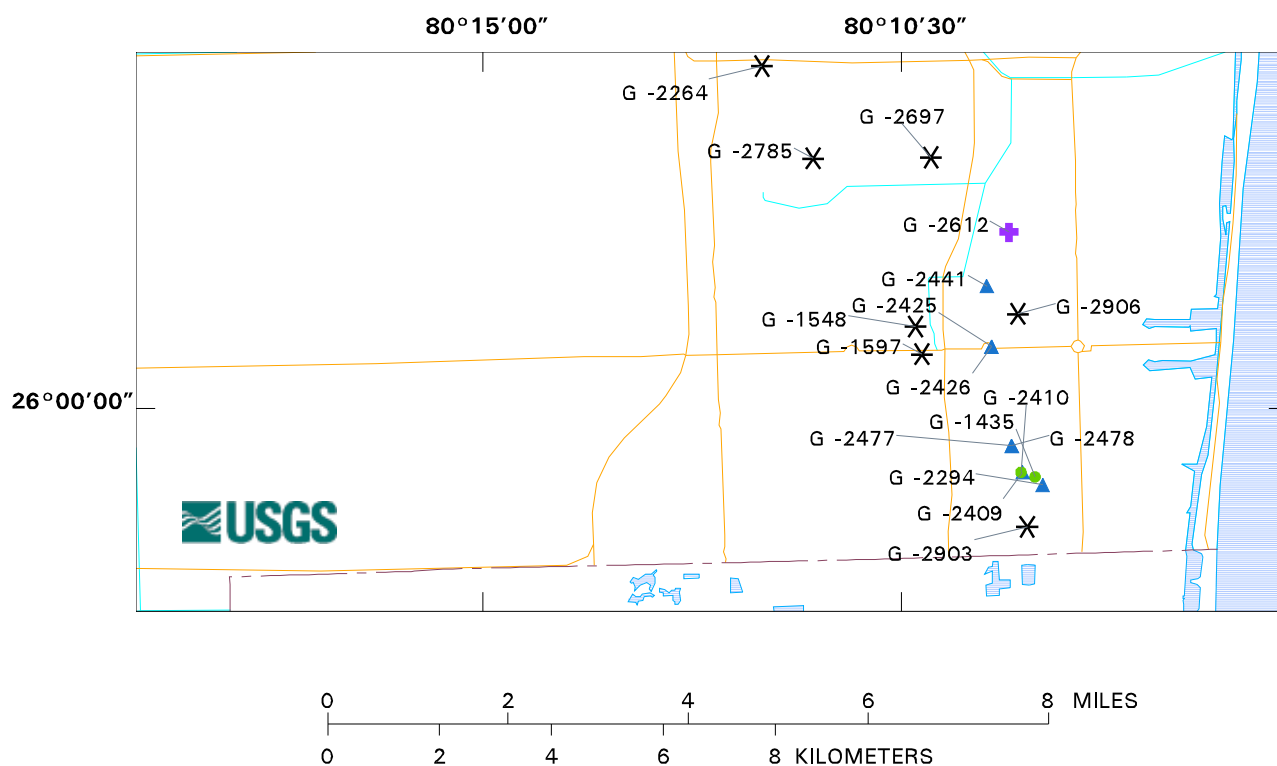 80°15'00" 80°10'30"
G -2264
G -2697
G -2785
G -2612
G -2441
G -2425
G -2906
G -1548
G -1597
G -2426
G -2410
26°00'00"
G -1435
G -2477
G -2478
G -2294
G -2409
USGS
G -2903
0 2 4 6 8 MILES
0 2 4 6 8 KILOMETERS